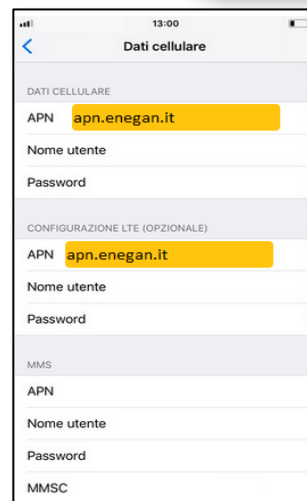 13:00
Dati cellulare
DATI CELLULARE
APN apn.enegan.it
Nome utente
Password
CONFIGURAZIONE LTE (OPZIONALE)
APN apn.enegan.it
Nome utente
Password
MMS
APN
Nome utente
Password
MMSC